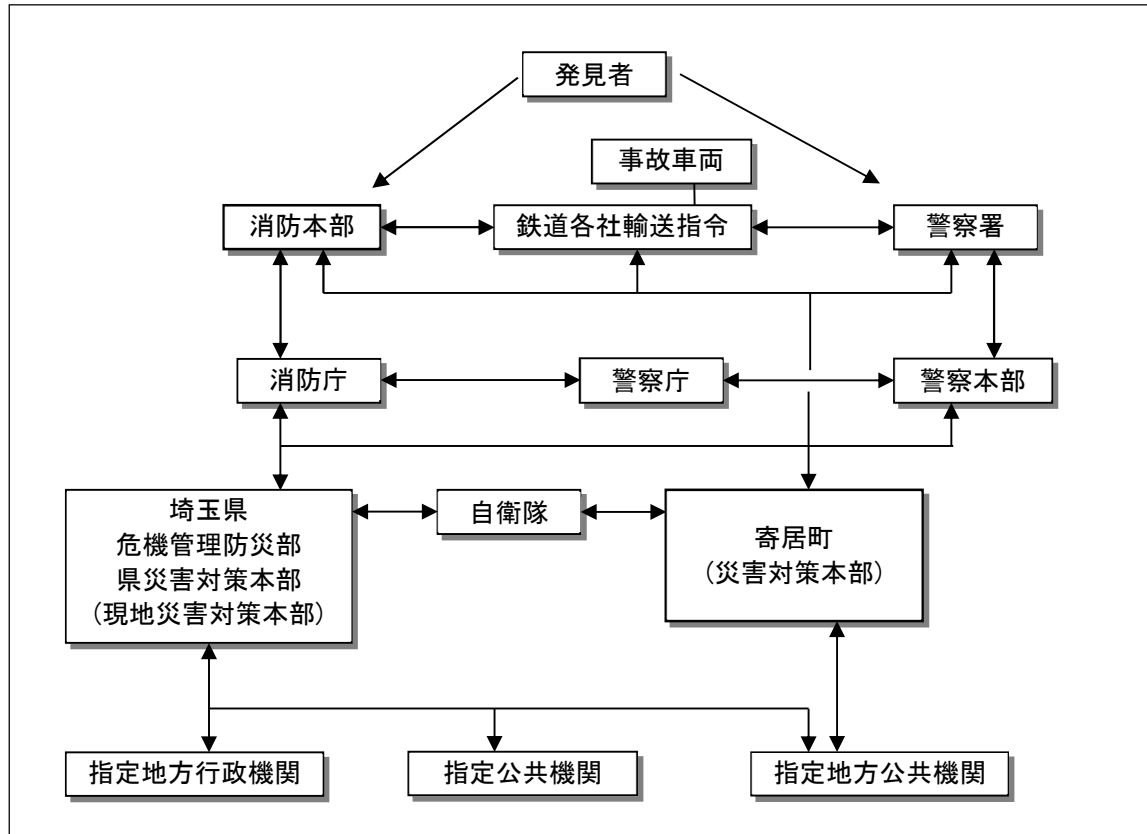 発見者
事故車両
消防本部
鉄道各社輸送指令
警察署
消防庁
警察庁
警察本部
埼玉県
危機管理防災部
県災害対策本部
（現地災害対策本部）
自衛隊
寄居町
（災害対策本部）
指定地方行政機関
指定公共機関
指定地方公共機関